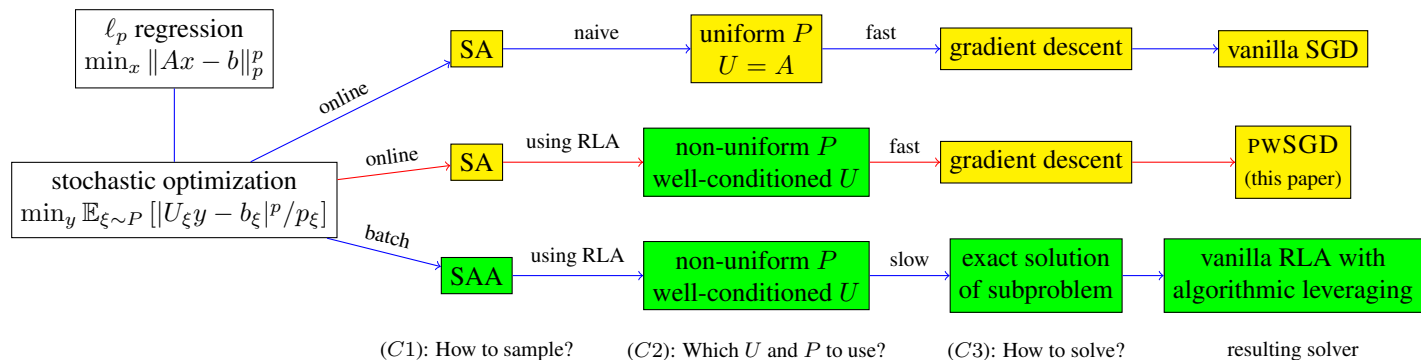 ℓ_p regression
min_x ‖Ax − b‖_p^p
stochastic optimization
min_y 𝔼_{ξ∼P} [|U_ξ y − b_ξ|^p / p_ξ]
online
SA
naive
uniform P
U = A
fast
gradient descent
vanilla SGD
online
SA
using RLA
non-uniform P
well-conditioned U
fast
gradient descent
PWSGD
(this paper)
batch
SAA
using RLA
non-uniform P
well-conditioned U
slow
exact solution
of subproblem
vanilla RLA with
algorithmic leveraging
(C1): How to sample?
(C2): Which U and P to use?
(C3): How to solve?
resulting solver